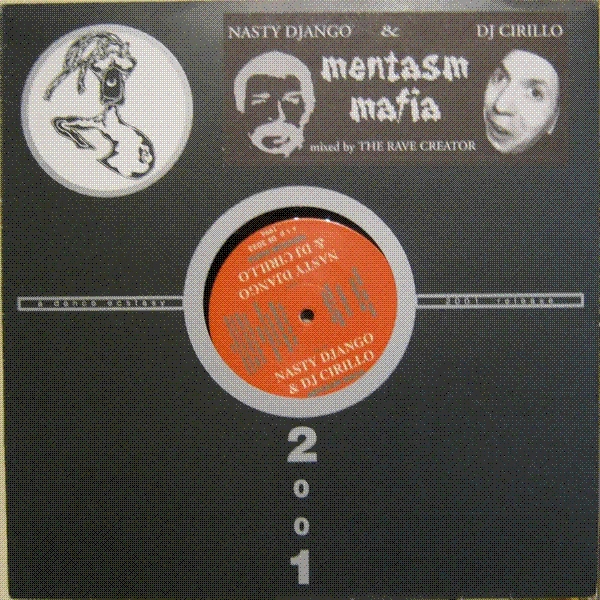 NASTY DJANGO & DJ CIRILLO
mentasm
mafia
mixed by THE RAVE CREATOR
NASTY DJANGO
& DJ CIRILLO
a dance ecstasy
2001 release
NASTY DJANGO
& DJ CIRILLO
2
0
0
1